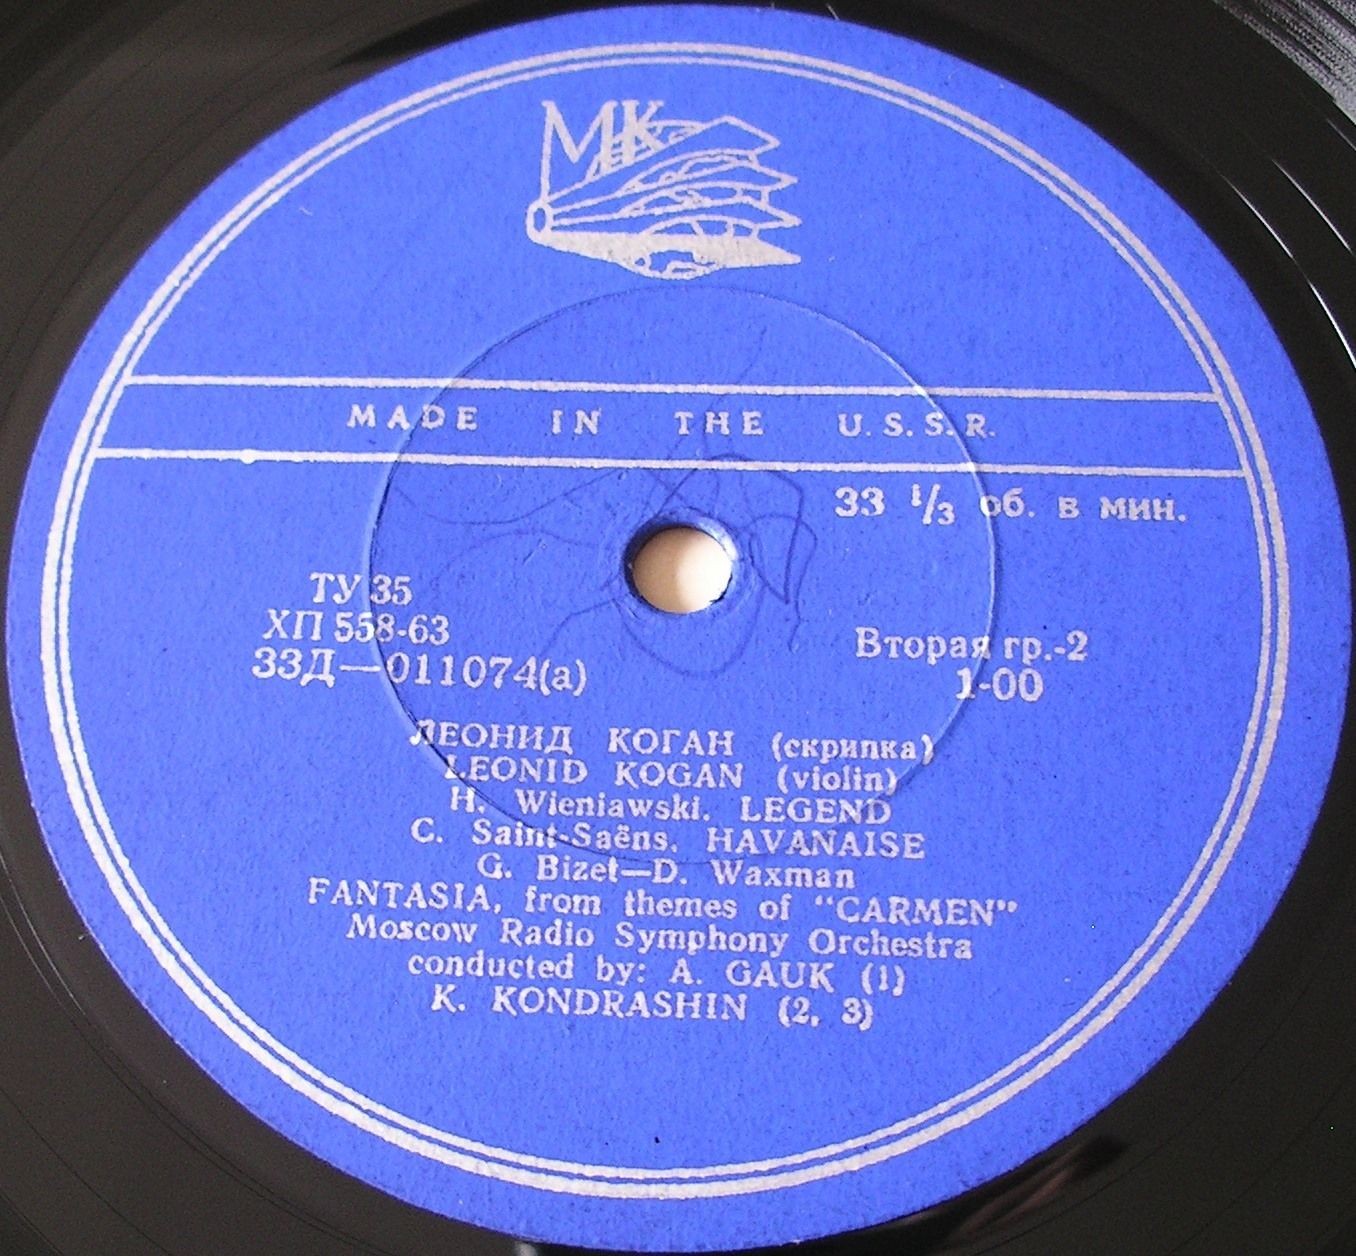 МК
MADE IN THE U.S.S.R.
33 1/3 об. в мин.
ТУ 35
ХП 558-63
33Д—011074(а)
Вторая гр.-2
1-00
ЛЕОНИД КОГАН (скрипка)
LEONID KOGAN (violin)
H. Wieniawski. LEGEND
C. Saint-Saëns. HAVANAISE
G. Bizet—D. Waxman
FANTASIA, from themes of "CARMEN"
Moscow Radio Symphony Orchestra
conducted by: A. GAUK (1)
K. KONDRASHIN (2, 3)